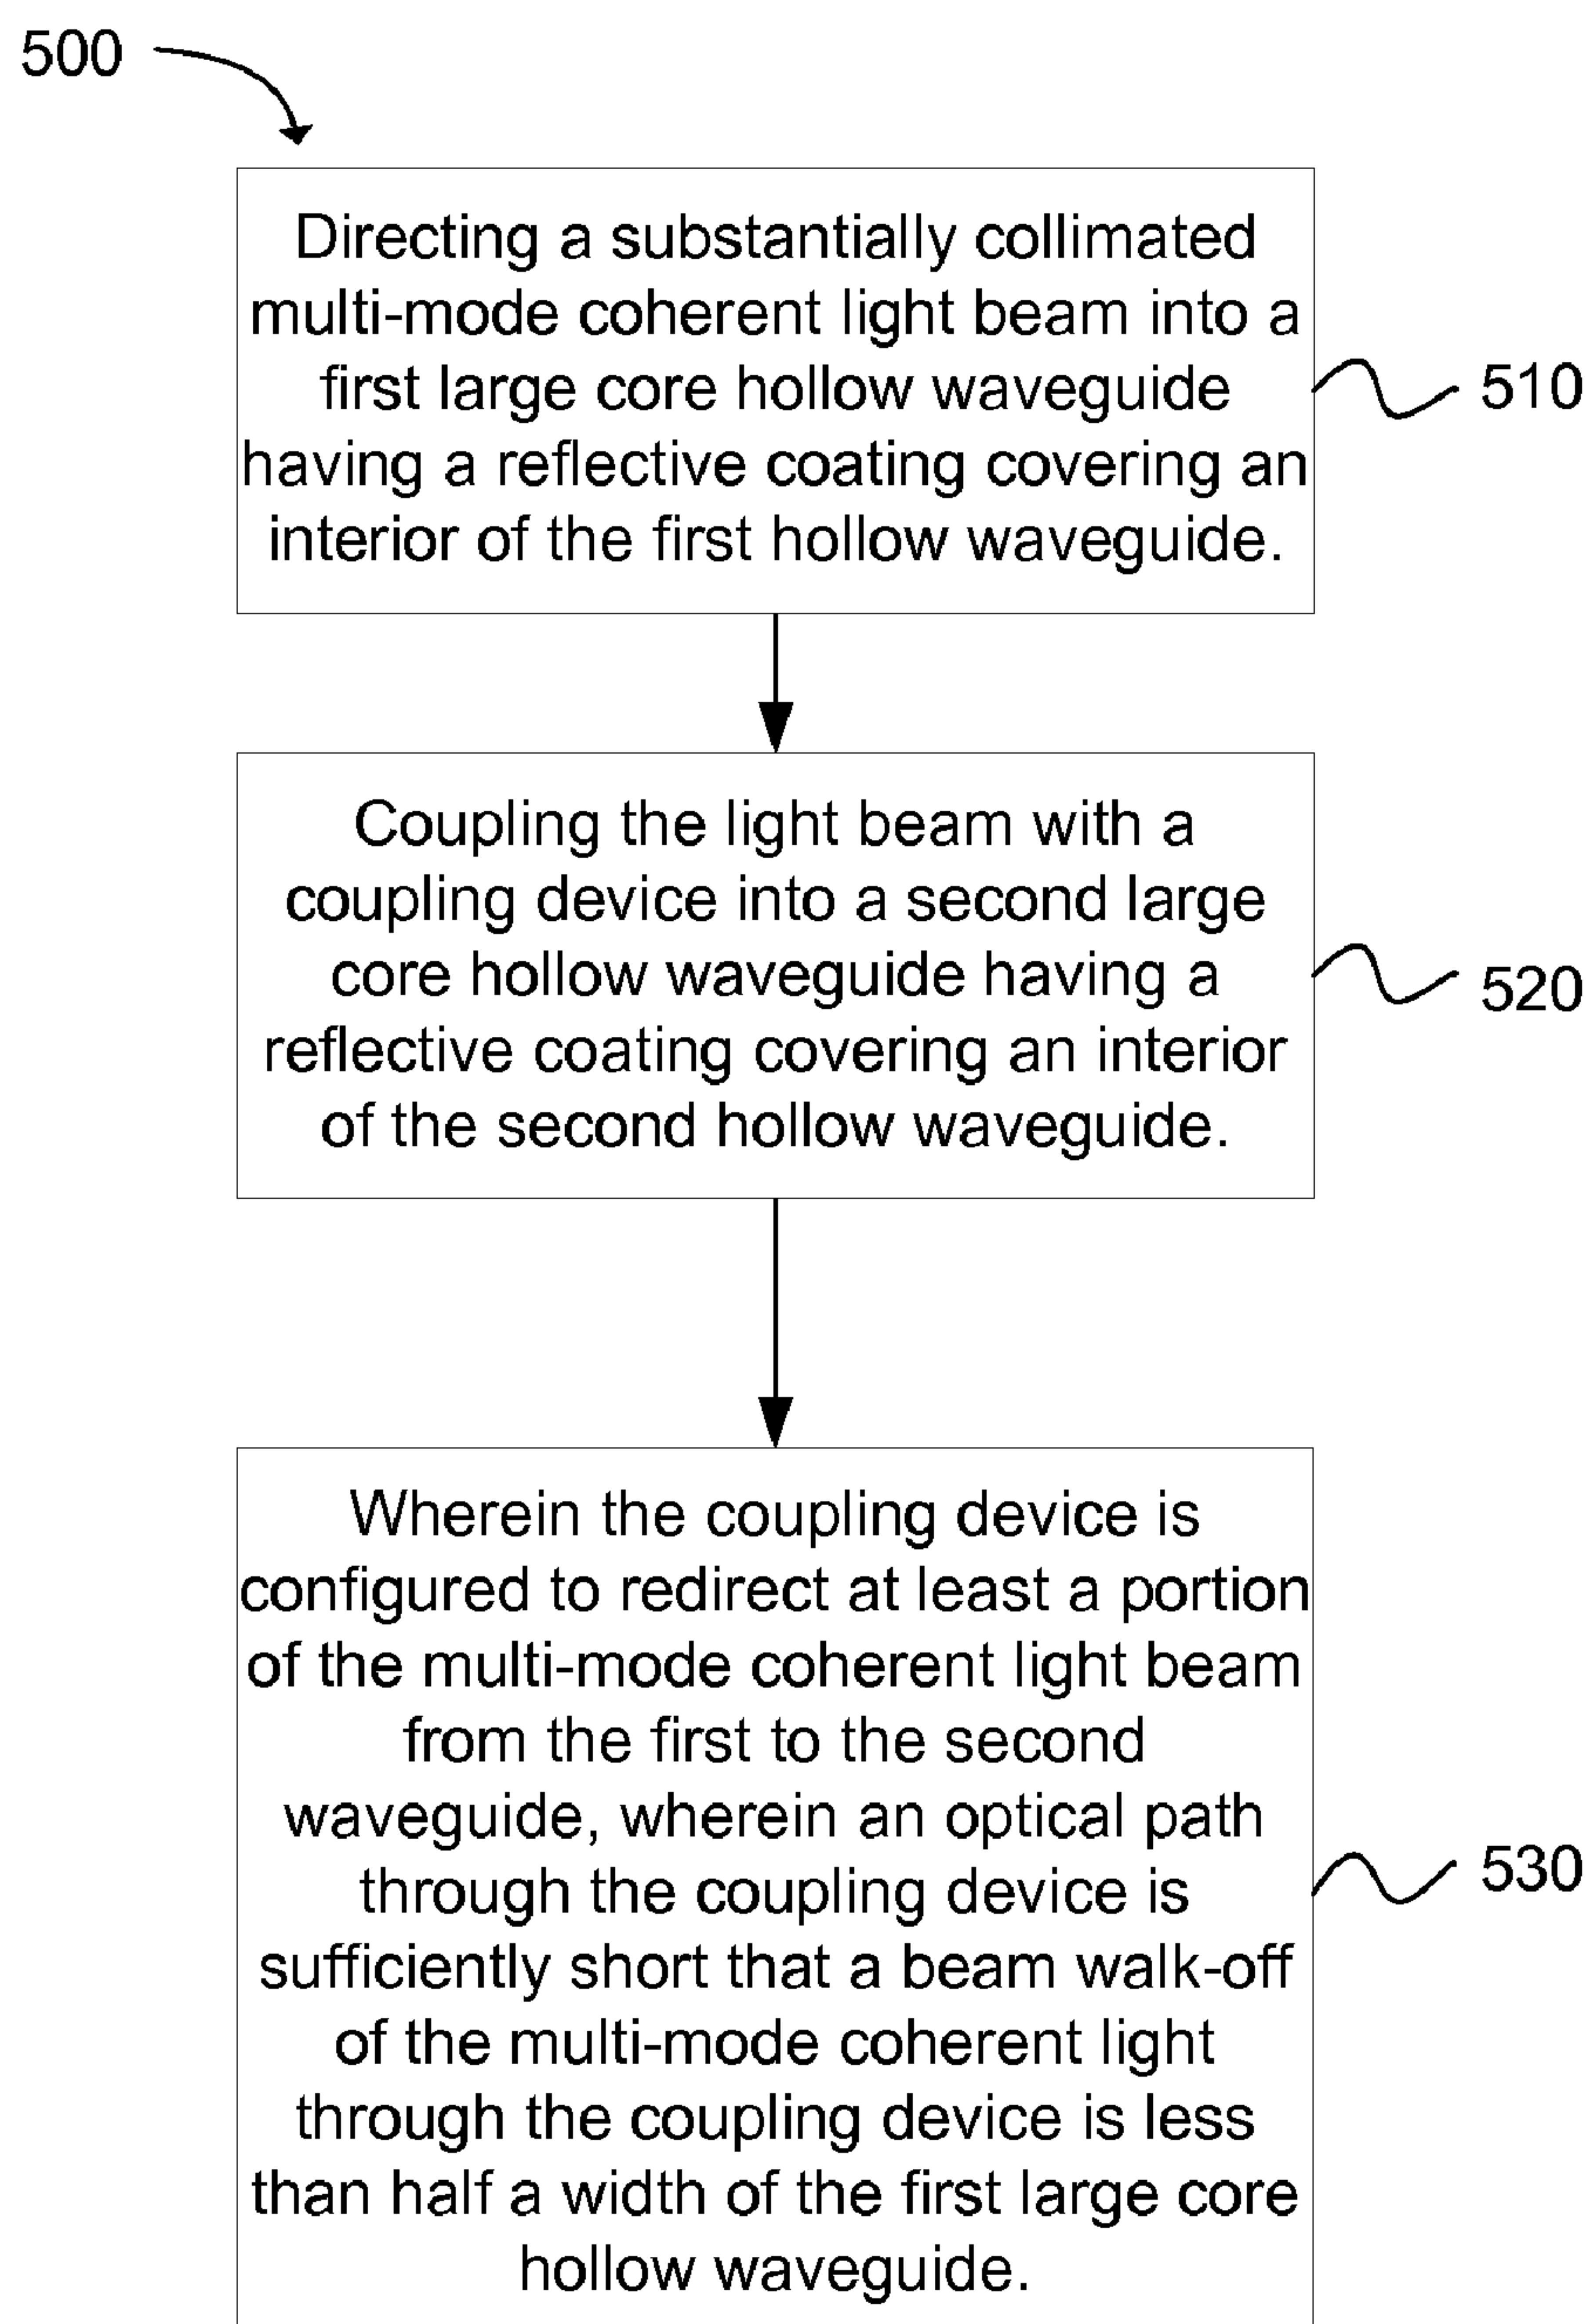 500
Directing a substantially collimated
multi-mode coherent light beam into a
first large core hollow waveguide
having a reflective coating covering an
interior of the first hollow waveguide.
510
Coupling the light beam with a
coupling device into a second large
core hollow waveguide having a
reflective coating covering an interior
of the second hollow waveguide.
520
Wherein the coupling device is
configured to redirect at least a portion
of the multi-mode coherent light beam
from the first to the second
waveguide, wherein an optical path
through the coupling device is
sufficiently short that a beam walk-off
of the multi-mode coherent light
through the coupling device is less
than half a width of the first large core
hollow waveguide.
530